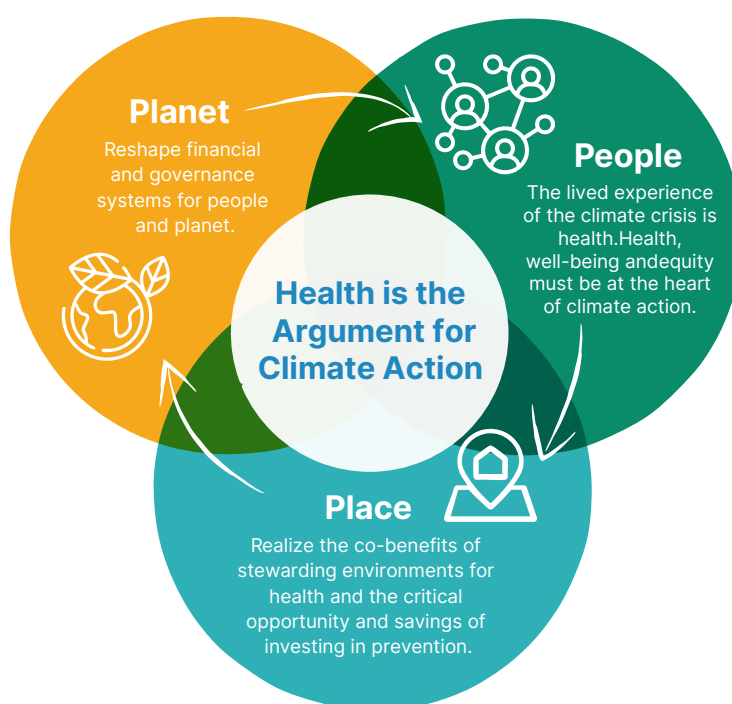 Planet
Reshape financial
and governance
systems for people
and planet.
People
The lived experience
of the climate crisis is
health.Health,
well-being andequity
must be at the heart
of climate action.
Health is the
Argument for
Climate Action
Place
Realize the co-benefits of
stewarding environments for
health and the critical
opportunity and savings of
investing in prevention.